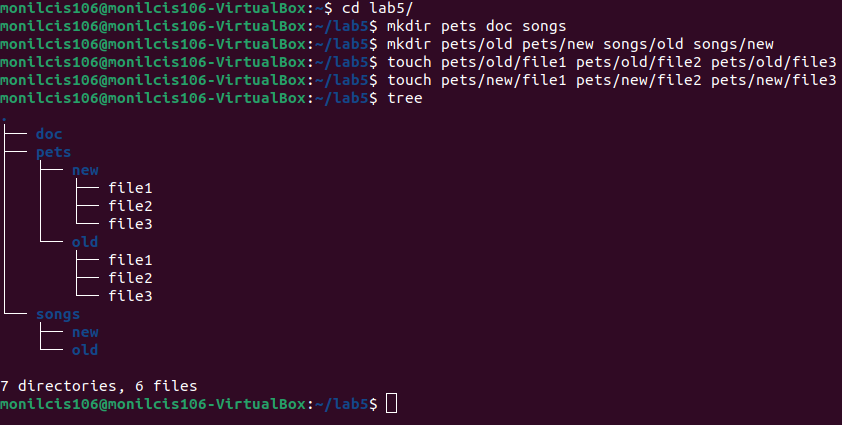 monilcis106@monilcis106-VirtualBox:~$ cd lab5/
monilcis106@monilcis106-VirtualBox:~/lab5$ mkdir pets doc songs
monilcis106@monilcis106-VirtualBox:~/lab5$ mkdir pets/old pets/new songs/old songs/new
monilcis106@monilcis106-VirtualBox:~/lab5$ touch pets/old/file1 pets/old/file2 pets/old/file3
monilcis106@monilcis106-VirtualBox:~/lab5$ touch pets/new/file1 pets/new/file2 pets/new/file3
monilcis106@monilcis106-VirtualBox:~/lab5$ tree
.
├── doc
├── pets
│   ├── new
│   │   ├── file1
│   │   ├── file2
│   │   └── file3
│   └── old
│       ├── file1
│       ├── file2
│       └── file3
└── songs
    ├── new
    └── old
7 directories, 6 files
monilcis106@monilcis106-VirtualBox:~/lab5$